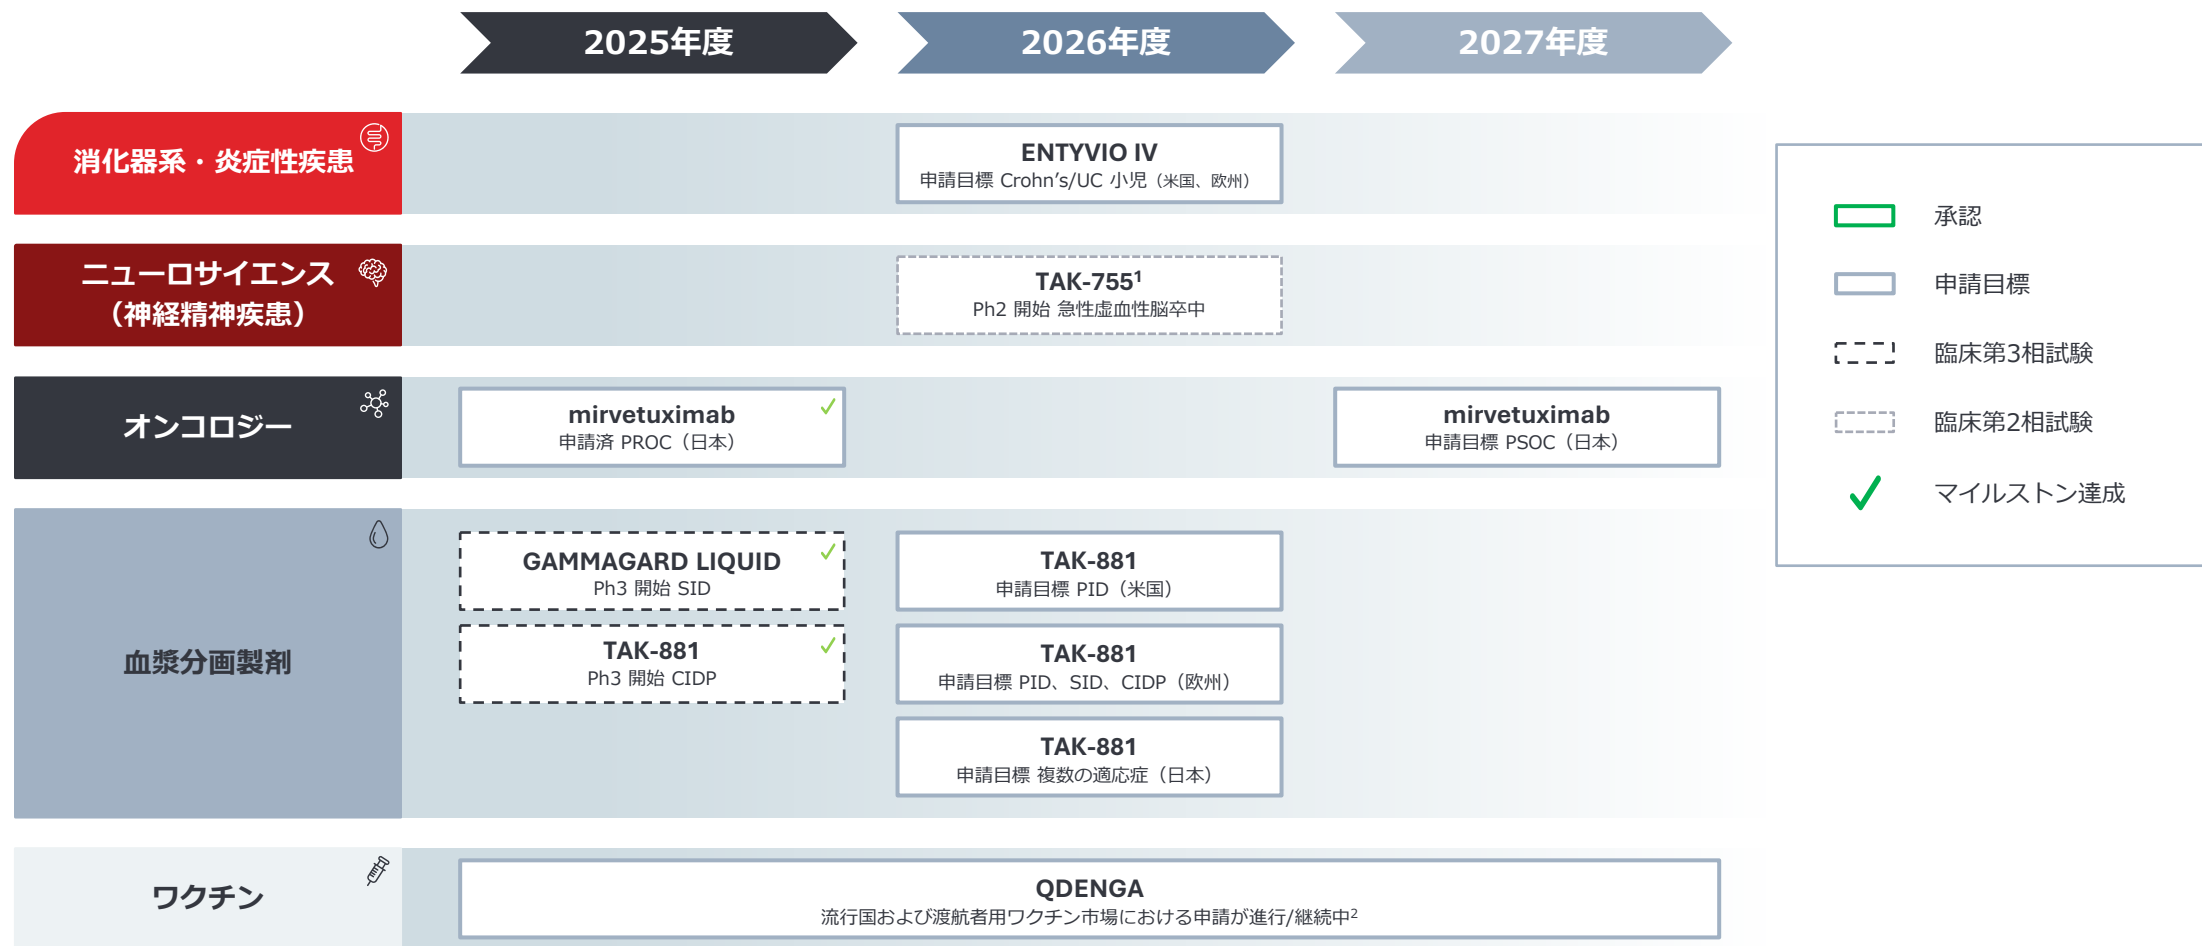 2025年度
2026年度
2027年度
消化器系・炎症性疾患
ENTYVIO IV
申請目標 Crohn's/UC 小児（米国、欧州）
ニューロサイエンス
（神経精神疾患）
TAK-755¹
Ph2 開始 急性虚血性脳卒中
オンコロジー
mirvetuximab
申請済 PROC（日本）
mirvetuximab
申請目標 PSOC（日本）
血漿分画製剤
GAMMAGARD LIQUID
Ph3 開始 SID
TAK-881
Ph3 開始 CIDP
TAK-881
申請目標 PID（米国）
TAK-881
申請目標 PID、SID、CIDP（欧州）
TAK-881
申請目標 複数の適応症（日本）
ワクチン
QDENGA
流行国および渡航者用ワクチン市場における申請が進行/継続中²
承認
申請目標
臨床第3相試験
臨床第2相試験
マイルストン達成